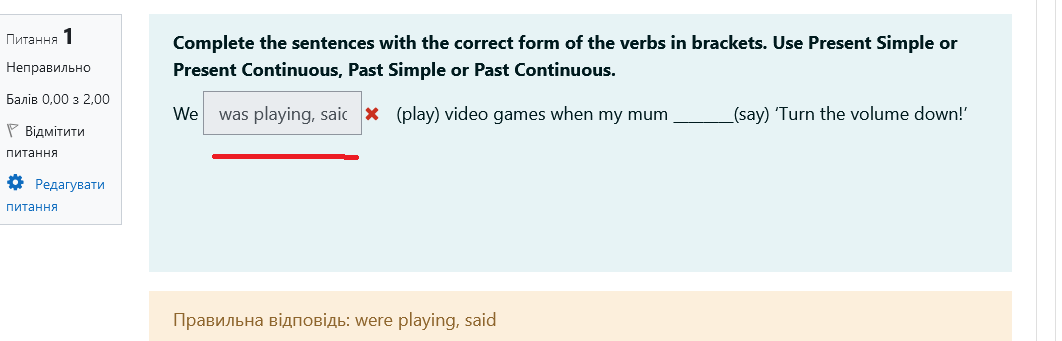 Питання 1
Неправильно
Балів 0,00 з 2,00
Відмітити
питання
Редагувати
питання
Complete the sentences with the correct form of the verbs in brackets. Use Present Simple or
Present Continuous, Past Simple or Past Continuous.
We was playing, saic (play) video games when my mum ______(say) ‘Turn the volume down!’
Правильна відповідь: were playing, said